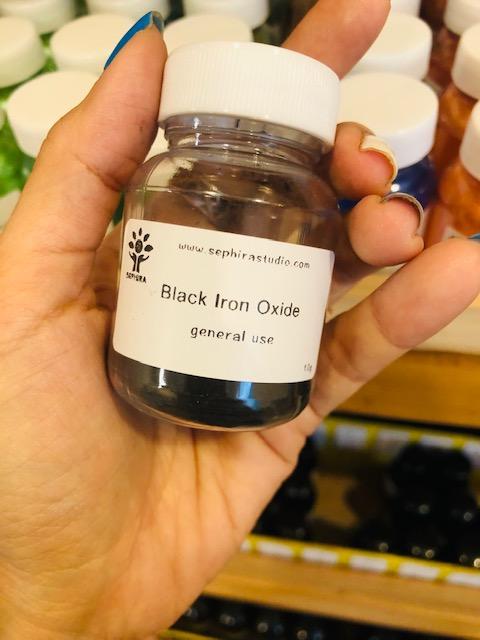 www.sephirastudio.com
SEPHIRA
Black Iron Oxide
general use